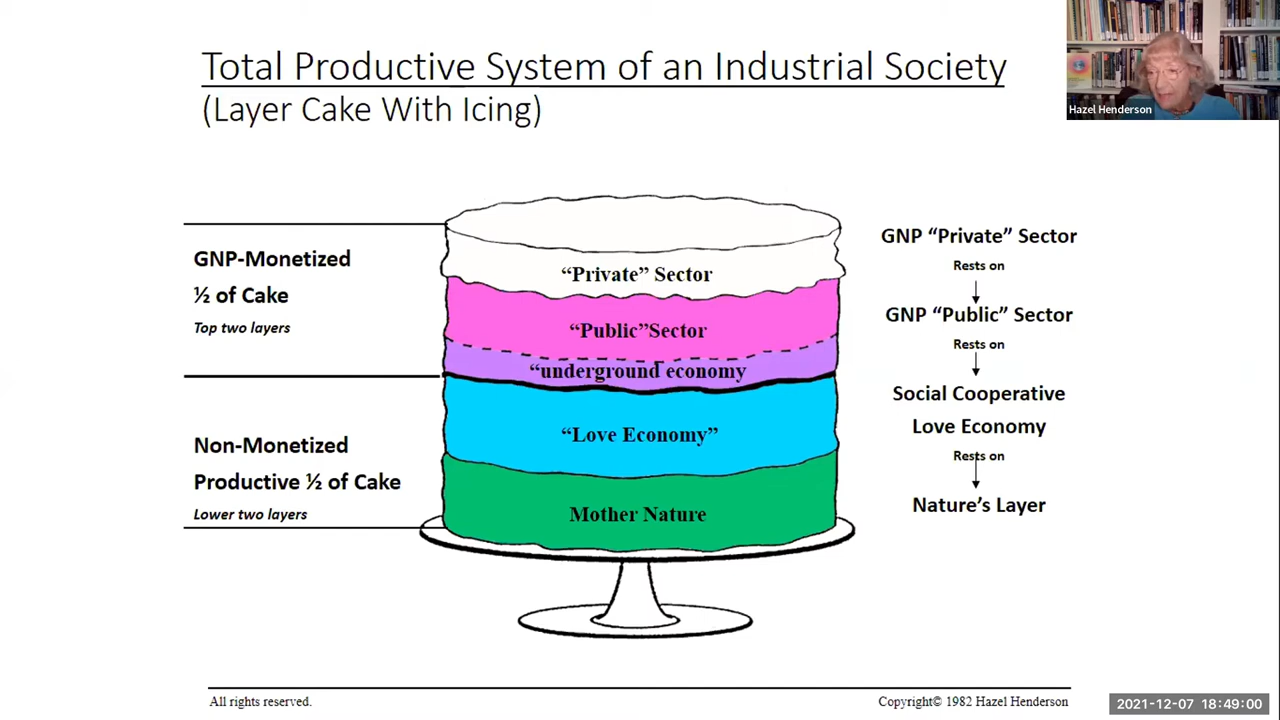 Total Productive System of an Industrial Society
(Layer Cake With Icing)
Hazel Henderson
GNP-Monetized
½ of Cake
Top two layers
Non-Monetized
Productive ½ of Cake
Lower two layers
“Private” Sector
“Public”Sector
“underground economy
“Love Economy”
Mother Nature
GNP “Private” Sector
Rests on
GNP “Public” Sector
Rests on
Social Cooperative
Love Economy
Rests on
Nature’s Layer
All rights reserved.
Copyright© 1982 Hazel Henderson
2021-12-07 18:49:00